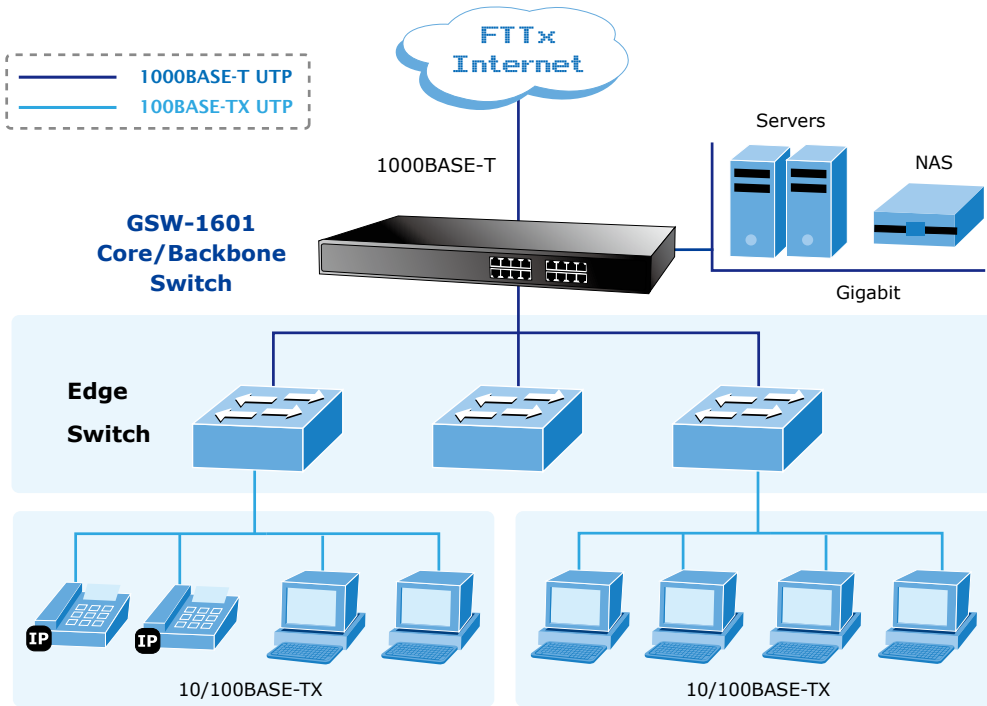 FTTx
Internet
1000BASE-T UTP
100BASE-TX UTP
Servers
1000BASE-T
NAS
GSW-1601
Core/Backbone
Switch
Gigabit
Edge
Switch
IP
IP
10/100BASE-TX
10/100BASE-TX